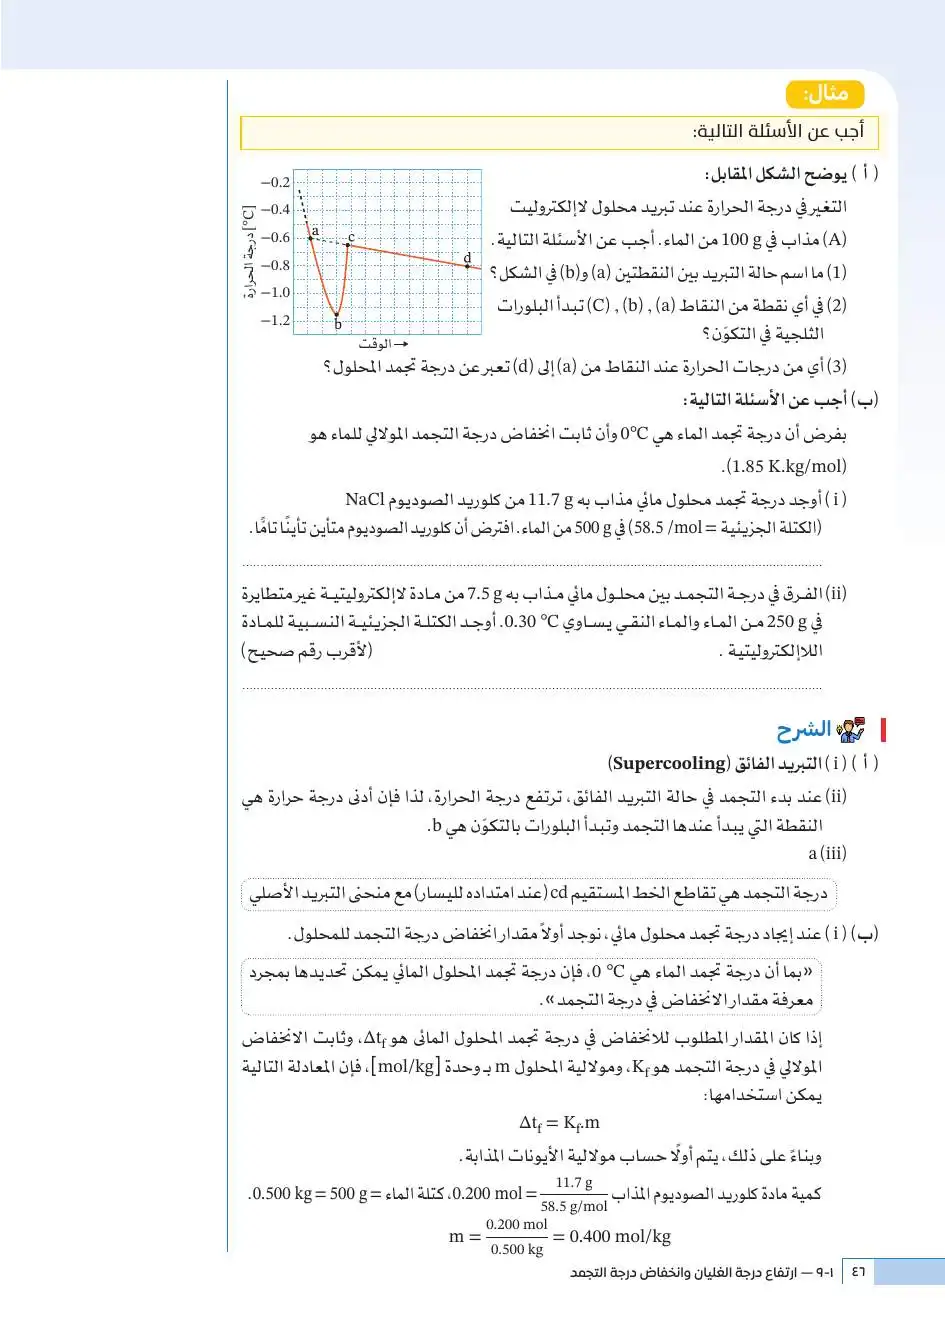 مثال:
أجب عن الأسئلة التالية:
( أ ) يوضح الشكل المقابل:
التغير في درجة الحرارة عند تبريد محلول لاإلكتروليت
(A) مذاب في 100 g من الماء. أجب عن الأسئلة التالية.
(1) ما اسم حالة التبريد بين النقطتين (a) و(b) في الشكل؟
(2) في أي نقطة من النقاط (a) , (b) , (C) تبدأ البلورات
الثلجية في التكوّن؟
−0.2
−0.4
−0.6
−0.8
−1.0
−1.2
درجة الحرارة [°C]
a
c
d
b
الوقت →
(3) أي من درجات الحرارة عند النقاط من (a) إلى (d) تعبر عن درجة تجمد المحلول؟
(ب) أجب عن الأسئلة التالية:
بفرض أن درجة تجمد الماء هي 0°C وأن ثابت انخفاض درجة التجمد المولالي للماء هو
(1.85 K.kg/mol).
( i ) أوجد درجة تجمد محلول مائي مذاب به 11.7 g من كلوريد الصوديوم NaCl
(الكتلة الجزيئية = 58.5 /mol) في 500 g من الماء. افترض أن كلوريد الصوديوم متأين تأينًا تامًا.
(ii) الفرق في درجة التجمد بين محلول مائي مذاب به 7.5 g من مادة لاإلكتروليتية غير متطايرة
في 250 g من الماء والماء النقي يساوي 0.30 °C. أوجد الكتلة الجزيئية النسبية للمادة
اللاإلكتروليتية . (لأقرب رقم صحيح)
الشرح
( أ ) ( i ) التبريد الفائق (Supercooling)
(ii) عند بدء التجمد في حالة التبريد الفائق، ترتفع درجة الحرارة، لذا فإن أدنى درجة حرارة هي
النقطة التي يبدأ عندها التجمد وتبدأ البلورات بالتكوّن هي b.
(iii) a
درجة التجمد هي تقاطع الخط المستقيم cd (عند امتداده لليسار) مع منحنى التبريد الأصلي
(ب) ( i ) عند إيجاد درجة تجمد محلول مائي، نوجد أولاً مقدار انخفاض درجة التجمد للمحلول.
«بما أن درجة تجمد الماء هي 0 °C، فإن درجة تجمد المحلول المائي يمكن تحديدها بمجرد
معرفة مقدار الانخفاض في درجة التجمد».
إذا كان المقدار المطلوب للانخفاض في درجة تجمد المحلول المائى هو Δtf، وثابت الانخفاض
المولالي في درجة التجمد هو Kf، ومولالية المحلول m بـ وحدة [mol/kg]، فإن المعادلة التالية
يمكن استخدامها:
Δtf = Kf.m
وبناءً على ذلك، يتم أولًا حساب مولالية الأيونات المذابة.
كمية مادة كلوريد الصوديوم المذاب 11.7 g / 58.5 g/mol = 0.200 mol، كتلة الماء = 500 g = 0.500 kg.
m = 0.200 mol / 0.500 kg = 0.400 mol/kg
٤٦ ٩-١ — ارتفاع درجة الغليان وانخفاض درجة التجمد